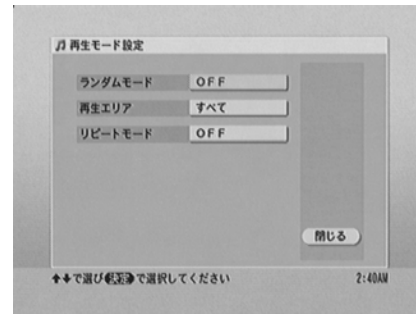 再生モード設定
ランダムモード OFF
再生エリア すべて
リピートモード OFF
閉じる
↑↓で選び決定で選択してください 2:40AM